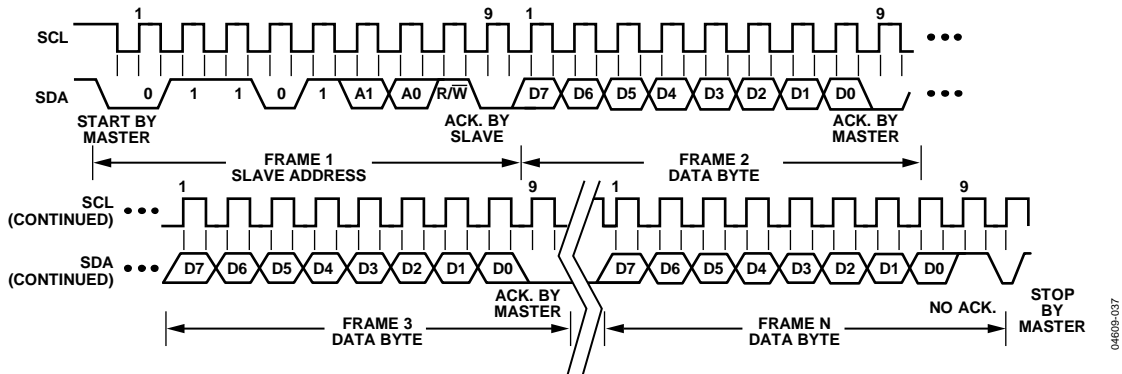 1 9 1 9
SCL
SDA 0 1 1 0 1 A1 A0 R/W̅ D7 D6 D5 D4 D3 D2 D1 D0
START BY MASTER
ACK. BY SLAVE
ACK. BY MASTER
FRAME 1 SLAVE ADDRESS
FRAME 2 DATA BYTE
1 9 1 9
SCL (CONTINUED)
SDA (CONTINUED) D7 D6 D5 D4 D3 D2 D1 D0 D7 D6 D5 D4 D3 D2 D1 D0
ACK. BY MASTER
NO ACK.
STOP BY MASTER
FRAME 3 DATA BYTE
FRAME N DATA BYTE
04609-037